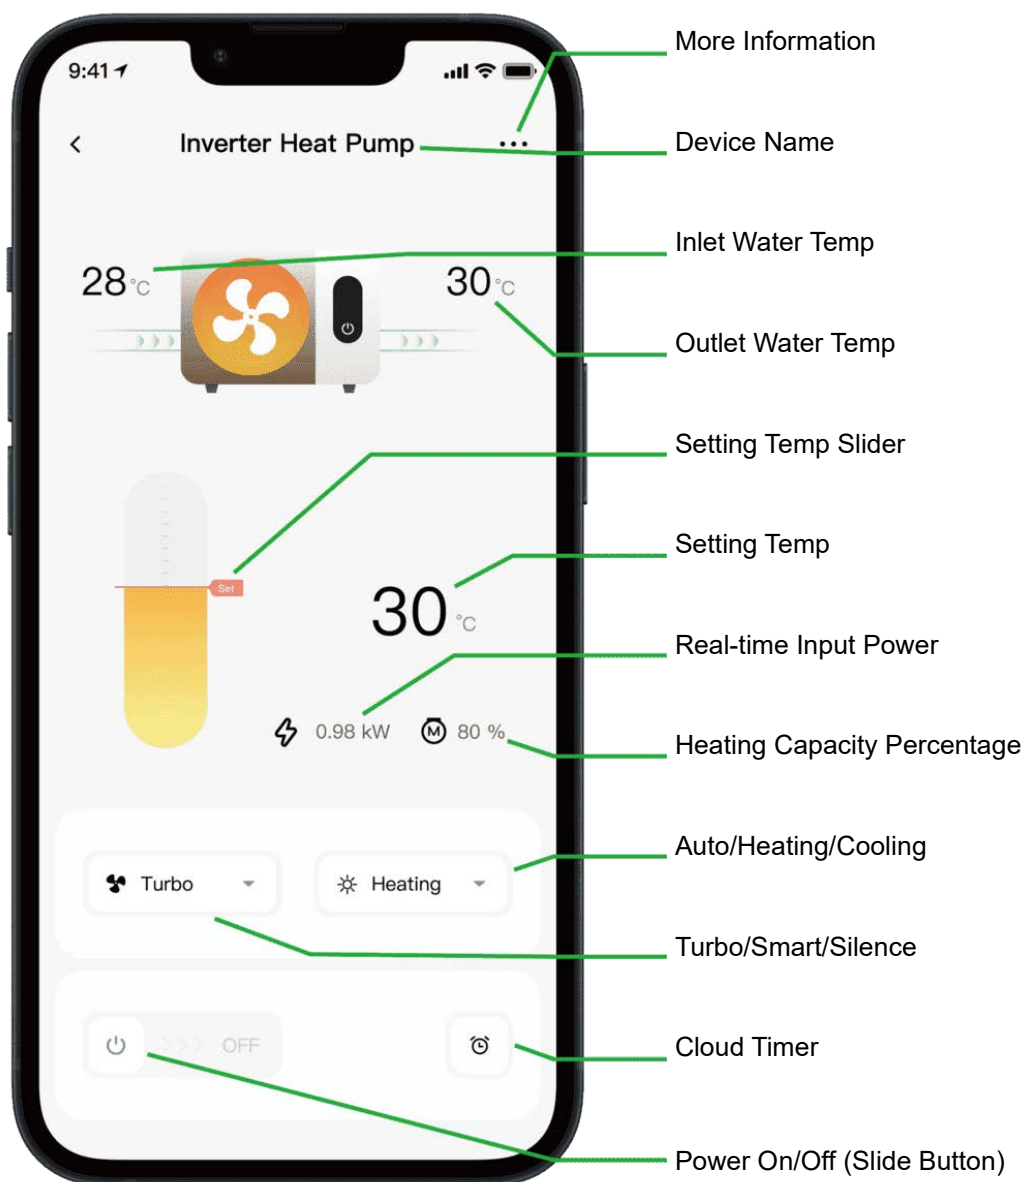 More Information
9:41
Inverter Heat Pump
...
Device Name
Inlet Water Temp
28 °C
30 °C
Outlet Water Temp
Setting Temp Slider
Setting Temp
Set
30 °C
Real-time Input Power
0.98 kW
M
80 %
Heating Capacity Percentage
Auto/Heating/Cooling
Turbo
Heating
Turbo/Smart/Silence
OFF
Cloud Timer
Power On/Off (Slide Button)